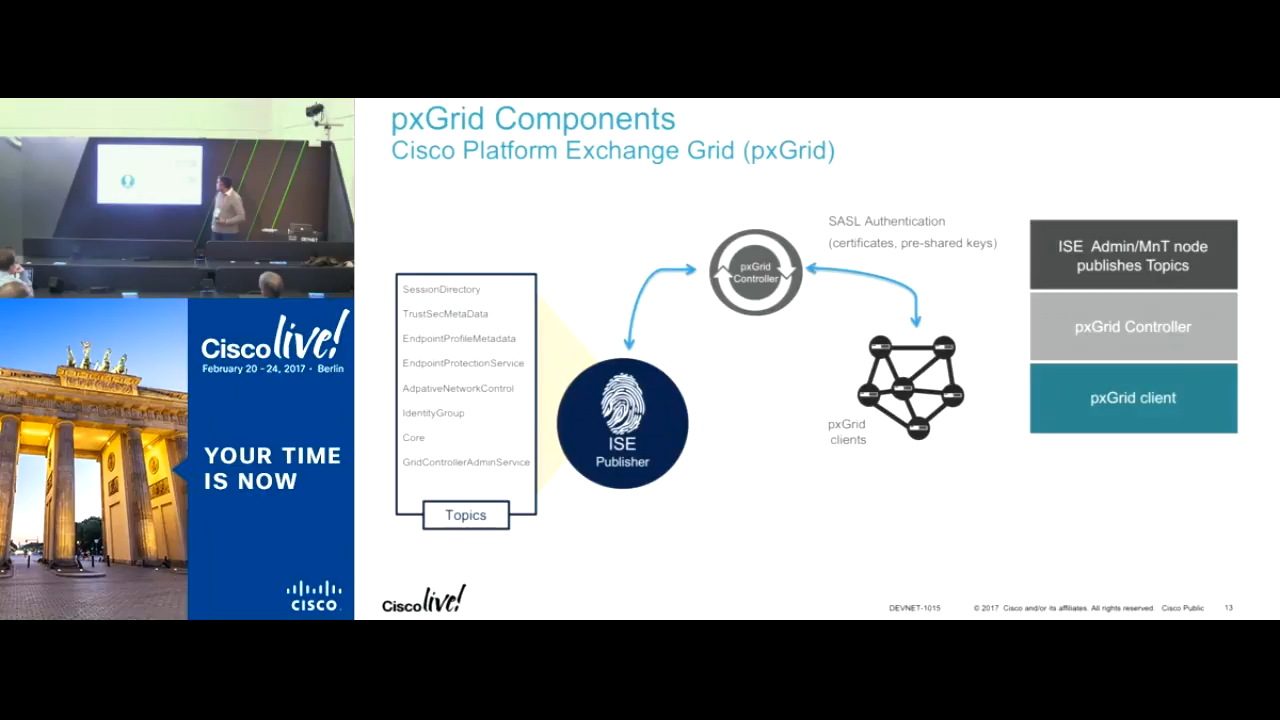 pxGrid Components
Cisco Platform Exchange Grid (pxGrid)
SASL Authentication
(certificates, pre-shared keys)
pxGrid
Controller
SessionDirectory
TrustSecMetaData
EndpointProfileMetadata
EndpointProtectionService
AdpativeNetworkControl
IdentityGroup
Core
GridControllerAdminService
Topics
ISE
Publisher
pxGrid
clients
ISE Admin/MnT node
publishes Topics
pxGrid Controller
pxGrid client
DEVNET
Cisco live!
February 20 - 24, 2017 · Berlin
YOUR TIME
IS NOW
CISCO.
Cisco live!
DEVNET-1015
© 2017 Cisco and/or its affiliates. All rights reserved. Cisco Public
13